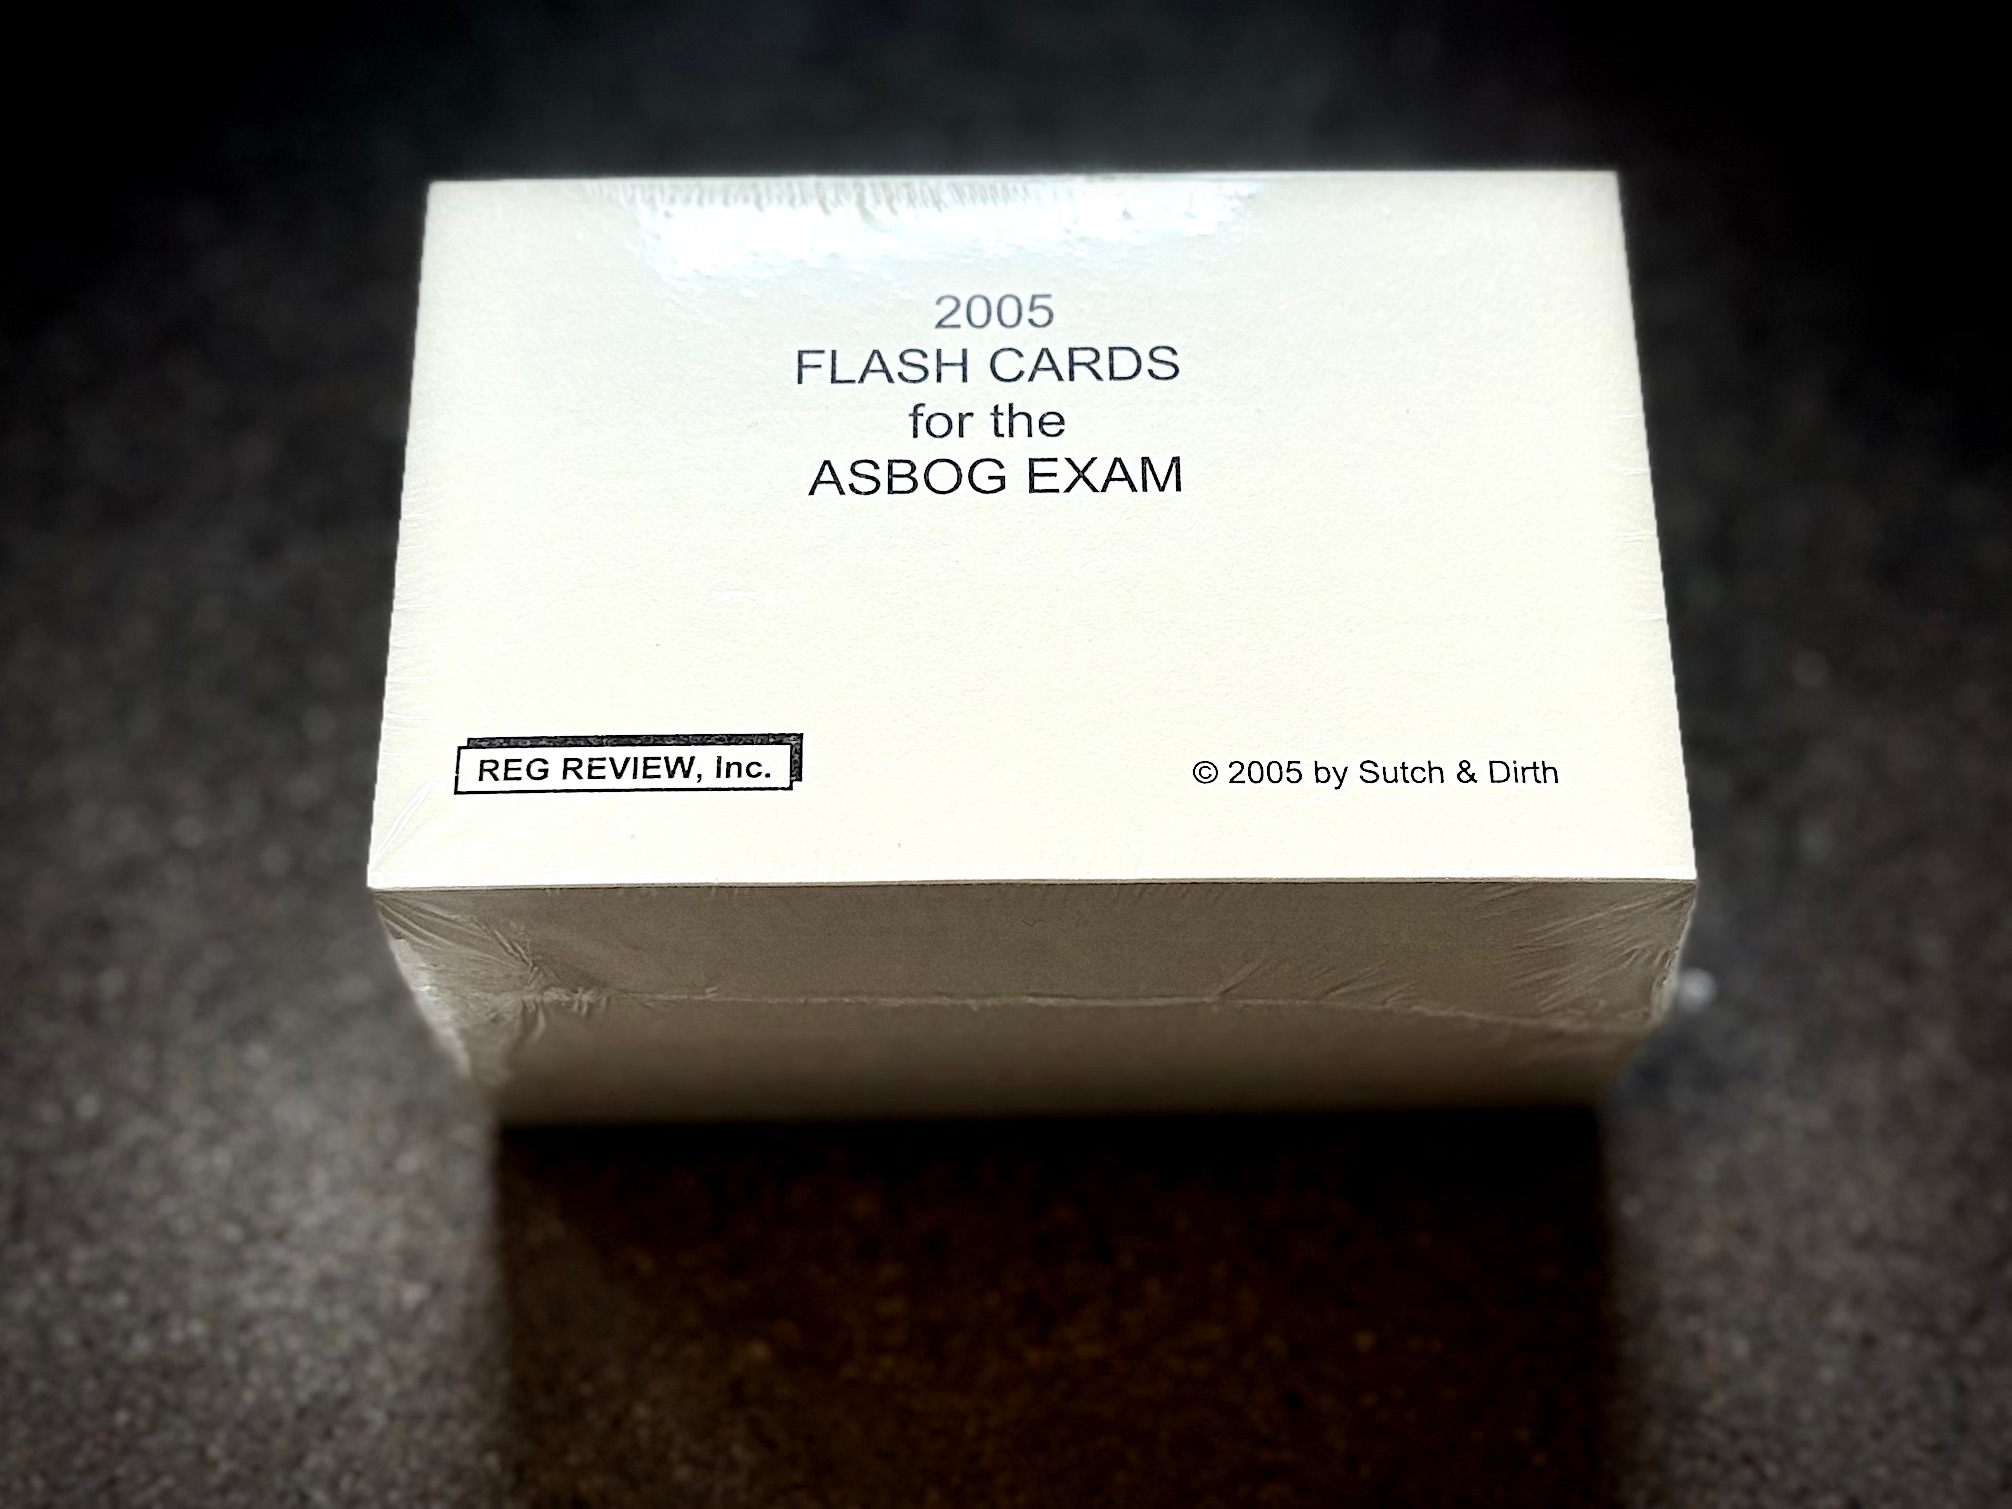 2005
FLASH CARDS
for the
ASBOG EXAM
REG REVIEW, Inc.
© 2005 by Sutch & Dirth